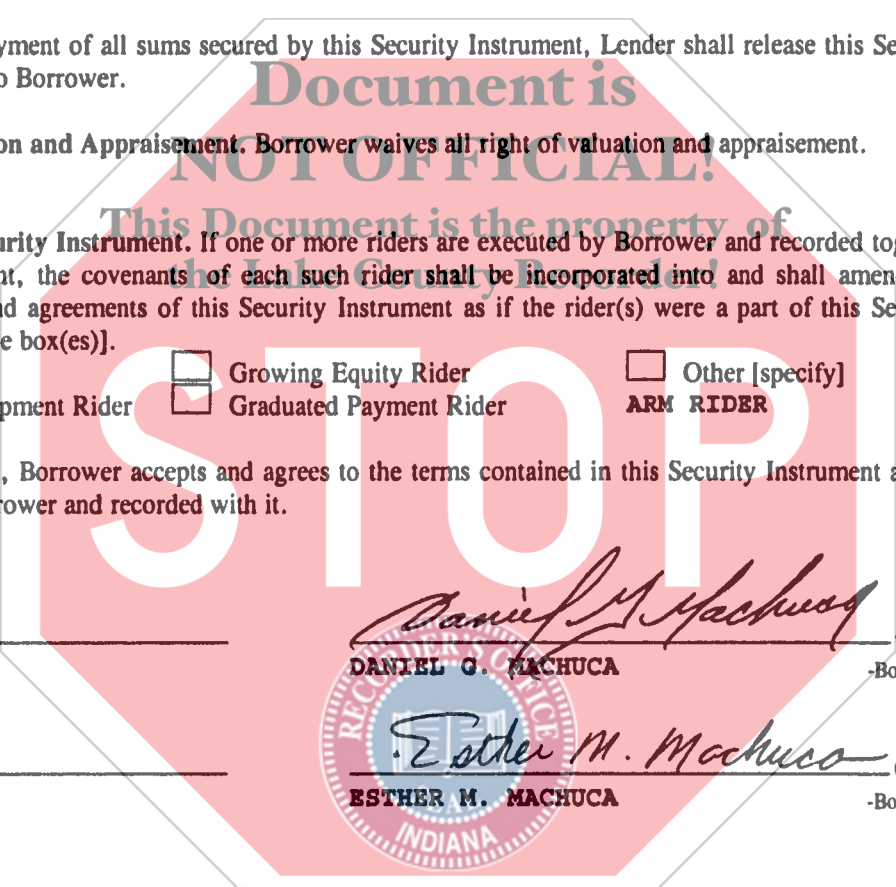 yment of all sums secured by this Security Instrument, Lender shall release this Se
o Borrower.
Document is
on and Appraisement. Borrower waives all right of valuation and appraisement.
NOT OFFICIAL!
This Document is the property of
urity Instrument. If one or more riders are executed by Borrower and recorded tog
the Lake County Recorder!
nt, the covenants of each such rider shall be incorporated into and shall amen
nd agreements of this Security Instrument as if the rider(s) were a part of this Se
e box(es)].
Growing Equity Rider Other [specify]
pment Rider Graduated Payment Rider ARM RIDER
STOP
, Borrower accepts and agrees to the terms contained in this Security Instrument a
rower and recorded with it.
Daniel G Machuca
DANIEL G. MACHUCA -Bo
RECORDER'S OFFICE
Esther M. Machuca
ESTHER M. MACHUCA -Bo
INDIANA